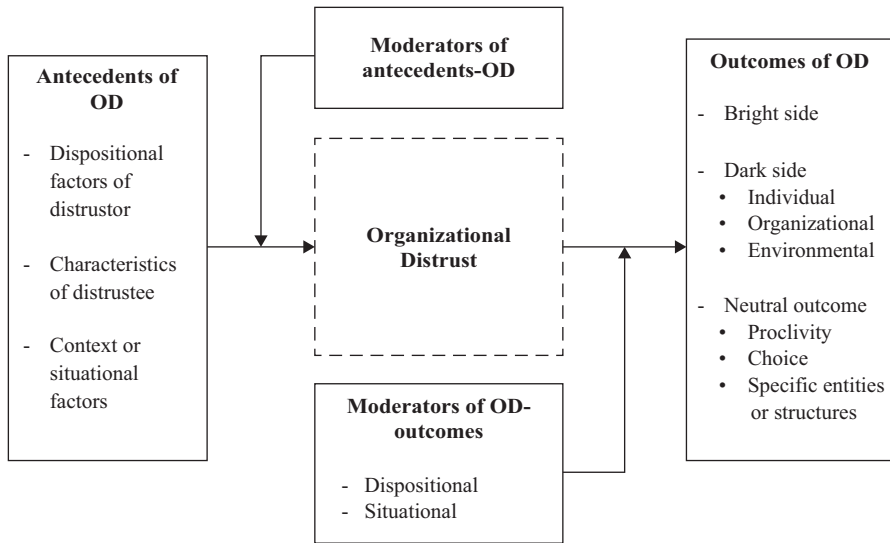 Antecedents of
OD
- Dispositional
factors of
distrustor
- Characteristics
of distrustee
- Context or
situational
factors
Moderators of
antecedents-OD
Organizational
Distrust
Moderators of OD-
outcomes
- Dispositional
- Situational
Outcomes of OD
- Bright side
- Dark side
• Individual
• Organizational
• Environmental
- Neutral outcome
• Proclivity
• Choice
• Specific entities
or structures